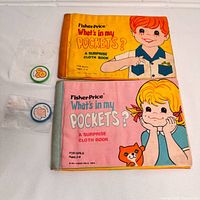 Fisher-Price
What's in my
POCKETS?
A SURPRISE
CLOTH BOOK
Fisher-Price
What's in my
POCKETS?
A SURPRISE
CLOTH BOOK